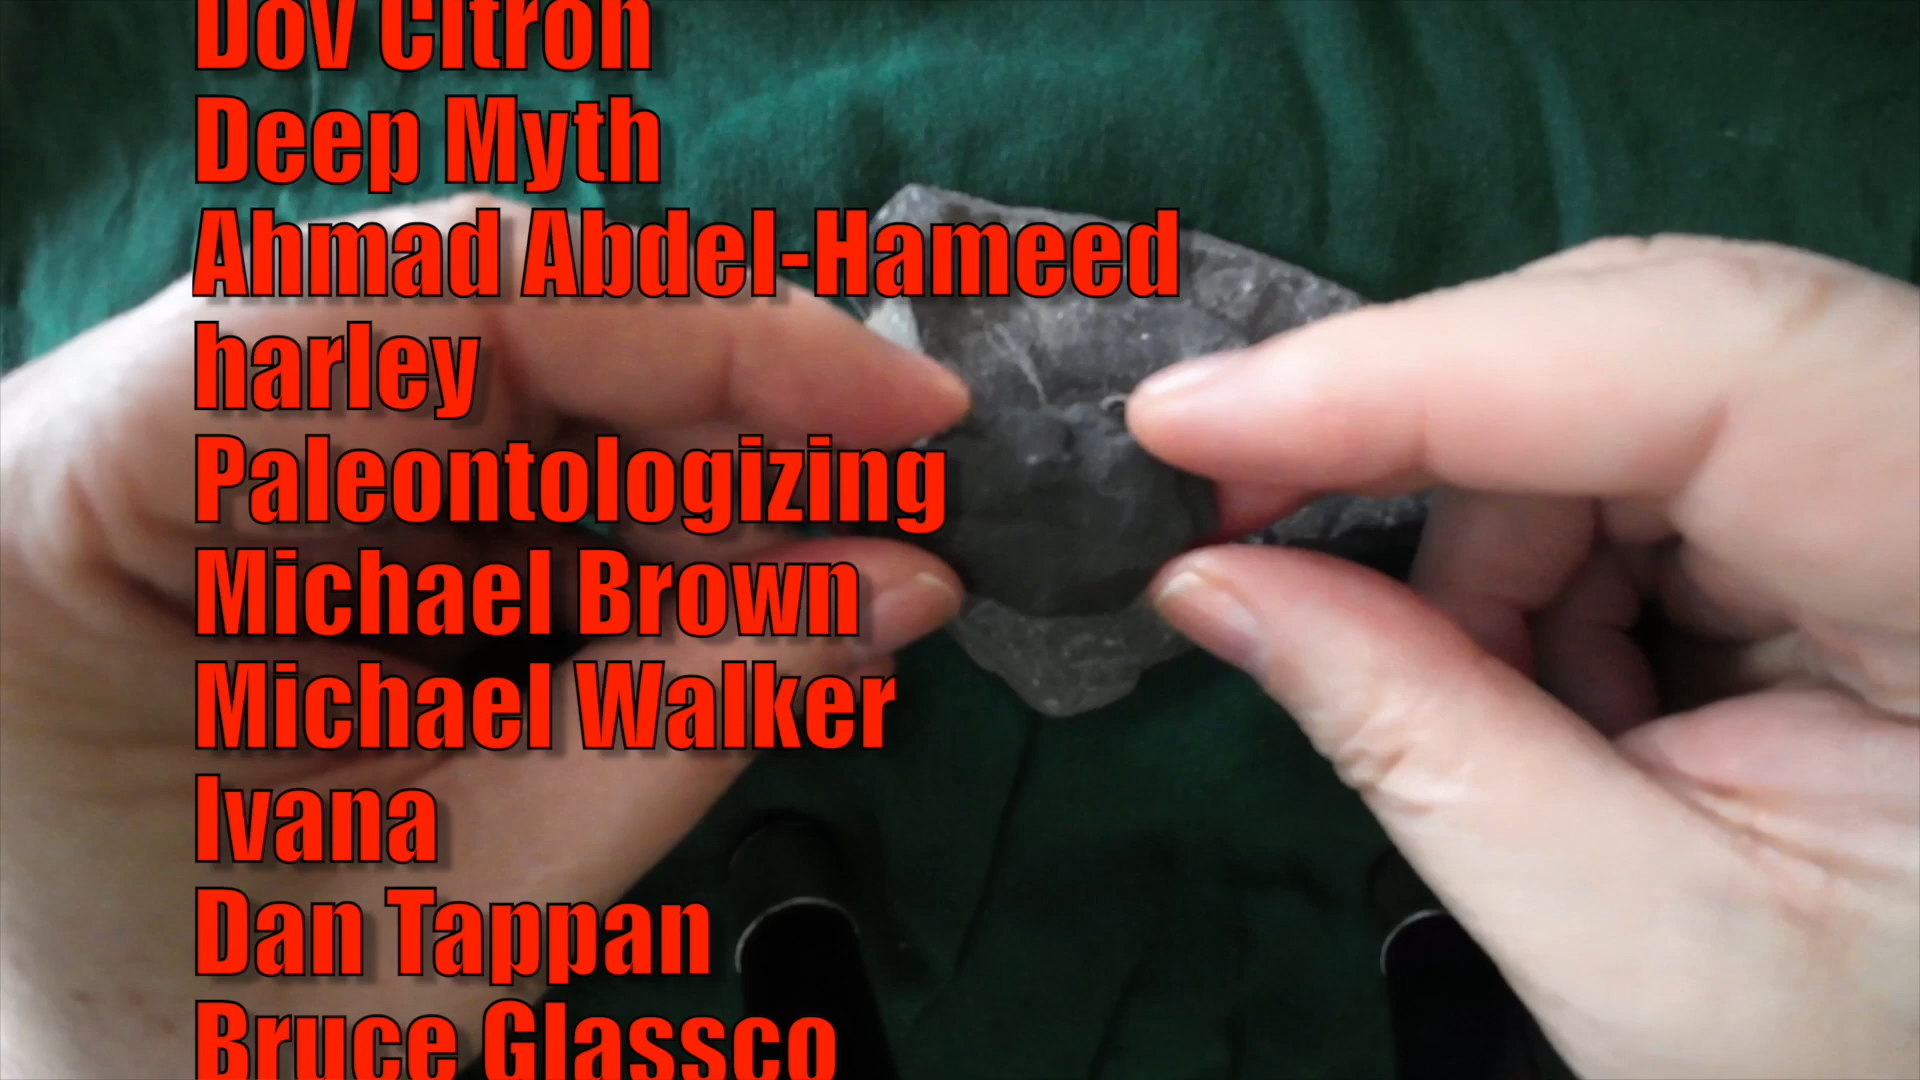 Dov Citron
Deep Myth
Ahmad Abdel-Hameed
harley
Paleontologizing
Michael Brown
Michael Walker
Ivana
Dan Tappan
Bruce Glassco